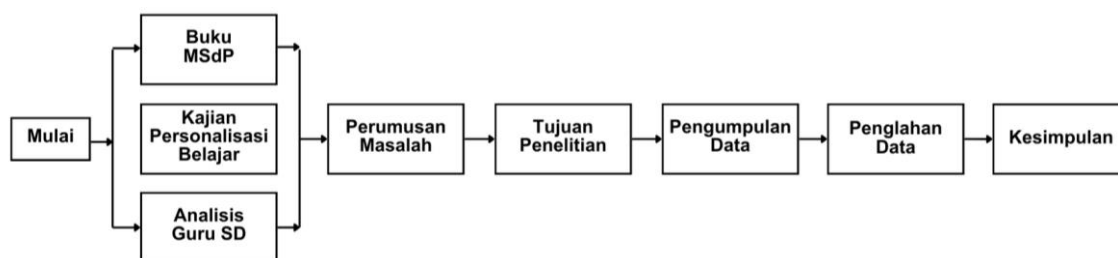 Mulai
Buku
MSdP
Kajian
Personalisasi
Belajar
Analisis
Guru SD
Perumusan
Masalah
Tujuan
Penelitian
Pengumpulan
Data
Penglahan
Data
Kesimpulan